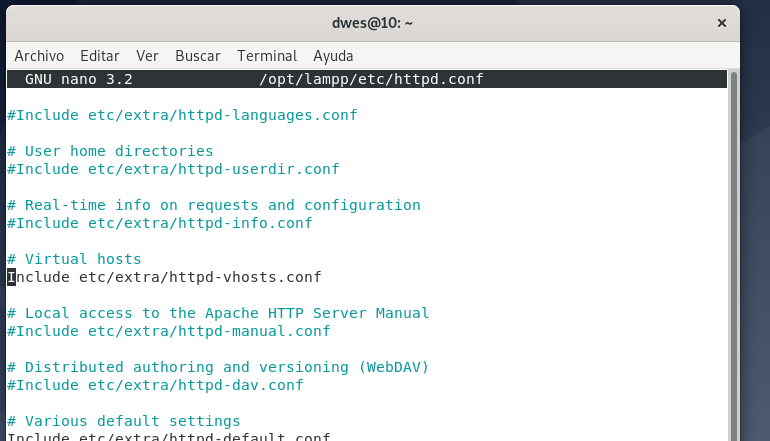 dwes@10: ~
Archivo Editar Ver Buscar Terminal Ayuda
GNU nano 3.2 /opt/lampp/etc/httpd.conf
#Include etc/extra/httpd-languages.conf
# User home directories
#Include etc/extra/httpd-userdir.conf
# Real-time info on requests and configuration
#Include etc/extra/httpd-info.conf
# Virtual hosts
Include etc/extra/httpd-vhosts.conf
# Local access to the Apache HTTP Server Manual
#Include etc/extra/httpd-manual.conf
# Distributed authoring and versioning (WebDAV)
#Include etc/extra/httpd-dav.conf
# Various default settings
Include etc/extra/httpd-default.conf